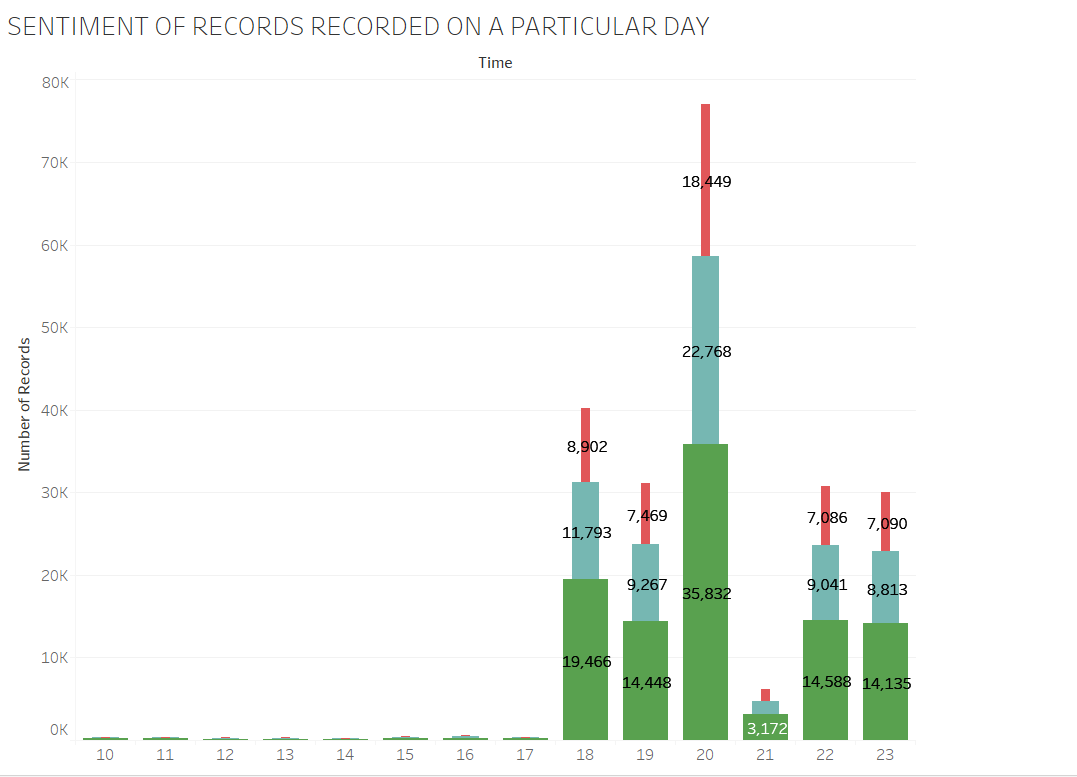 SENTIMENT OF RECORDS RECORDED ON A PARTICULAR DAY
Time
80K
70K
60K
50K
40K
30K
20K
10K
0K
Number of Records
18,449
22,768
35,832
8,902
11,793
19,466
7,469
9,267
14,448
3,172
7,086
9,041
14,588
7,090
8,813
14,135
10 11 12 13 14 15 16 17 18 19 20 21 22 23